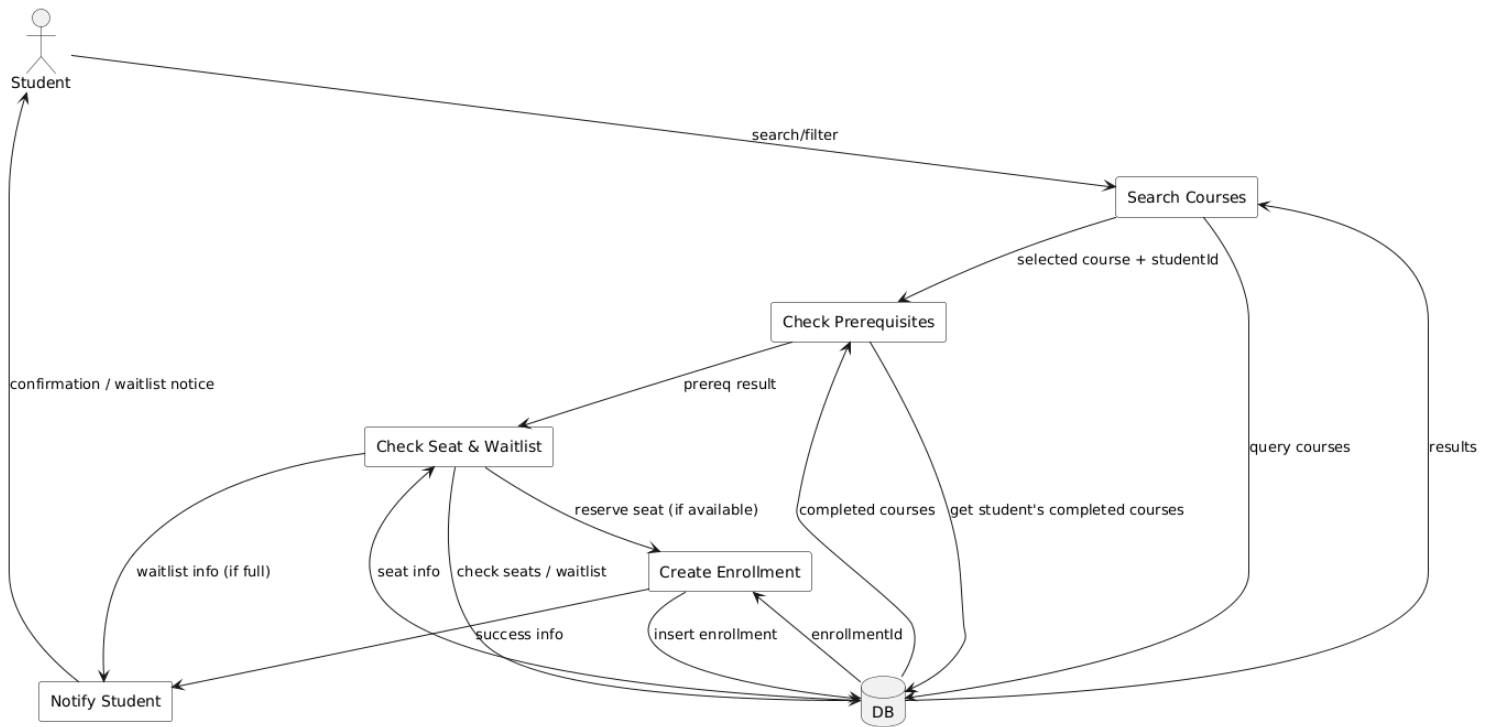 Student
search/filter
Search Courses
selected course + studentId
Check Prerequisites
confirmation / waitlist notice
prereq result
Check Seat & Waitlist
query courses
results
reserve seat (if available)
completed courses
get student's completed courses
waitlist info (if full)
seat info
check seats / waitlist
Create Enrollment
success info
insert enrollment
enrollmentId
Notify Student
DB